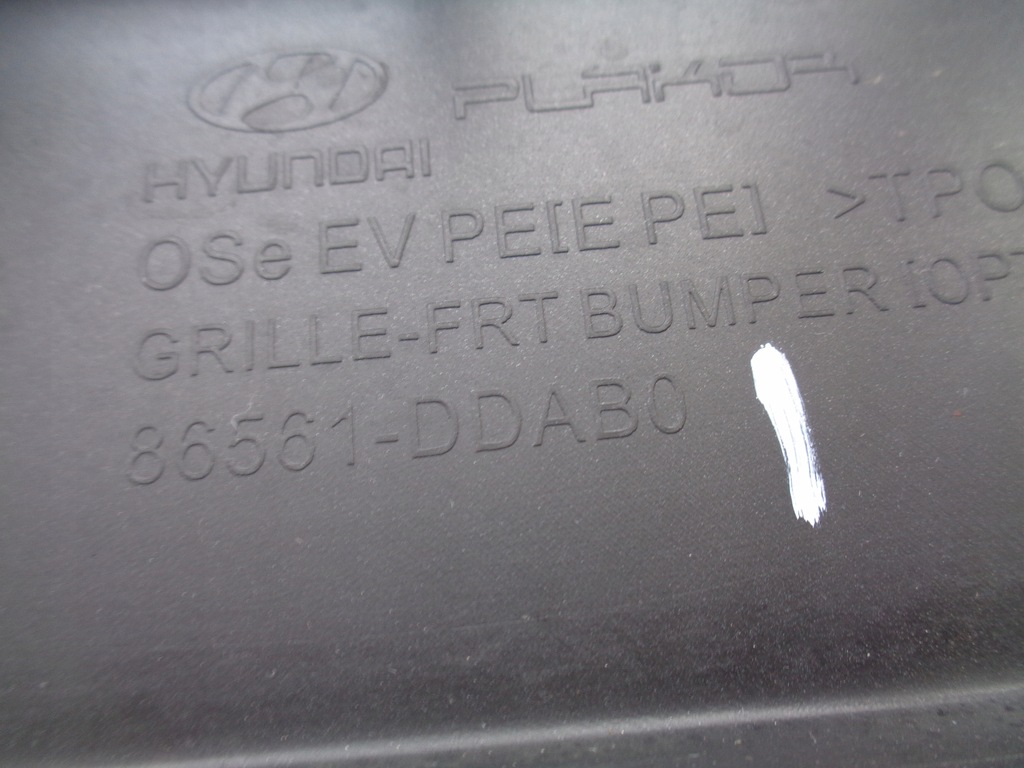 HYUNDAI PLAKOR
OSe EV PE[E PE] >TPO
GRILLE-FRT BUMPER [OPT
86561-DDAB0